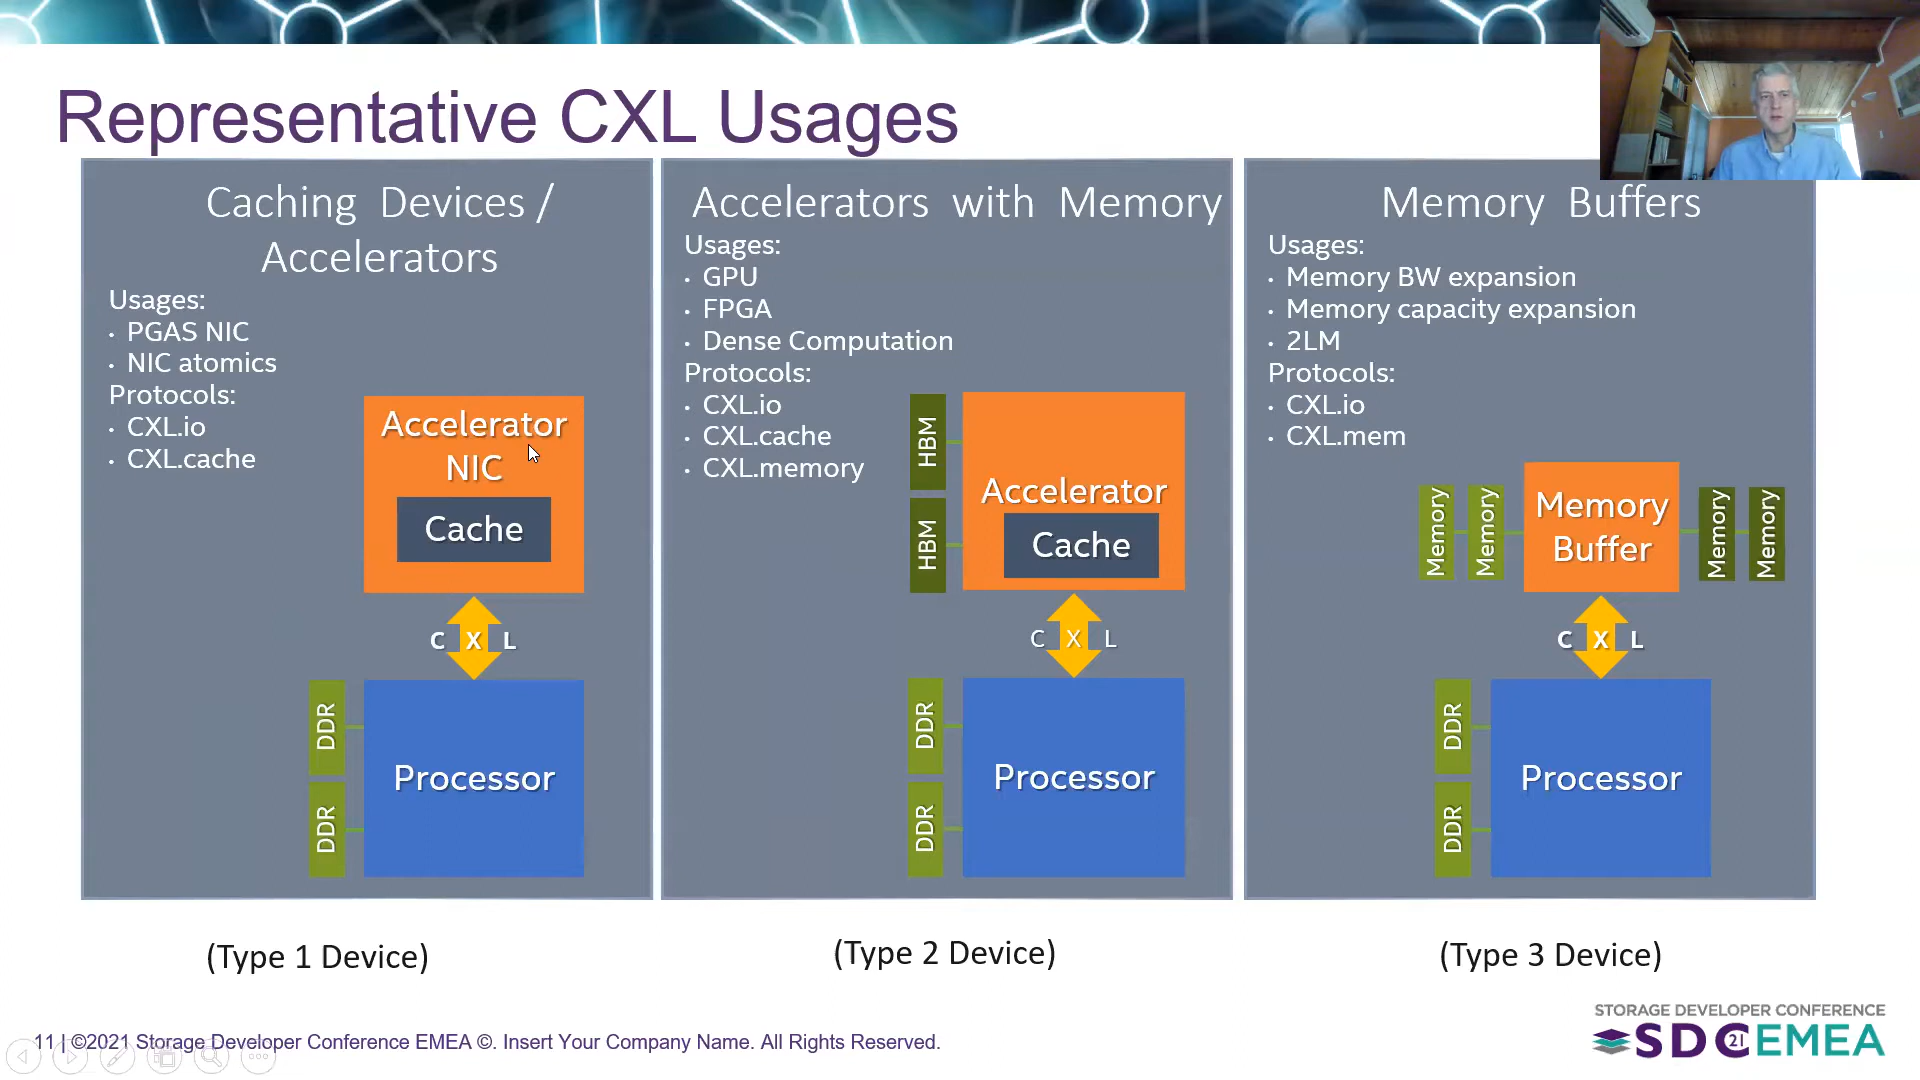 Representative CXL Usages
Caching Devices /
Accelerators
Usages:
• PGAS NIC
• NIC atomics
Protocols:
• CXL.io
• CXL.cache
Accelerator
NIC
Cache
C X L
DDR
DDR
Processor
(Type 1 Device)
Accelerators with Memory
Usages:
• GPU
• FPGA
• Dense Computation
Protocols:
• CXL.io
• CXL.cache
• CXL.memory
HBM
HBM
Accelerator
Cache
C X L
DDR
DDR
Processor
(Type 2 Device)
Memory Buffers
Usages:
• Memory BW expansion
• Memory capacity expansion
• 2LM
Protocols:
• CXL.io
• CXL.mem
Memory
Memory
Memory
Buffer
Memory
Memory
C X L
DDR
DDR
Processor
(Type 3 Device)
11 | ©2021 Storage Developer Conference EMEA ©. Insert Your Company Name. All Rights Reserved.
STORAGE DEVELOPER CONFERENCE
SDC 21 EMEA